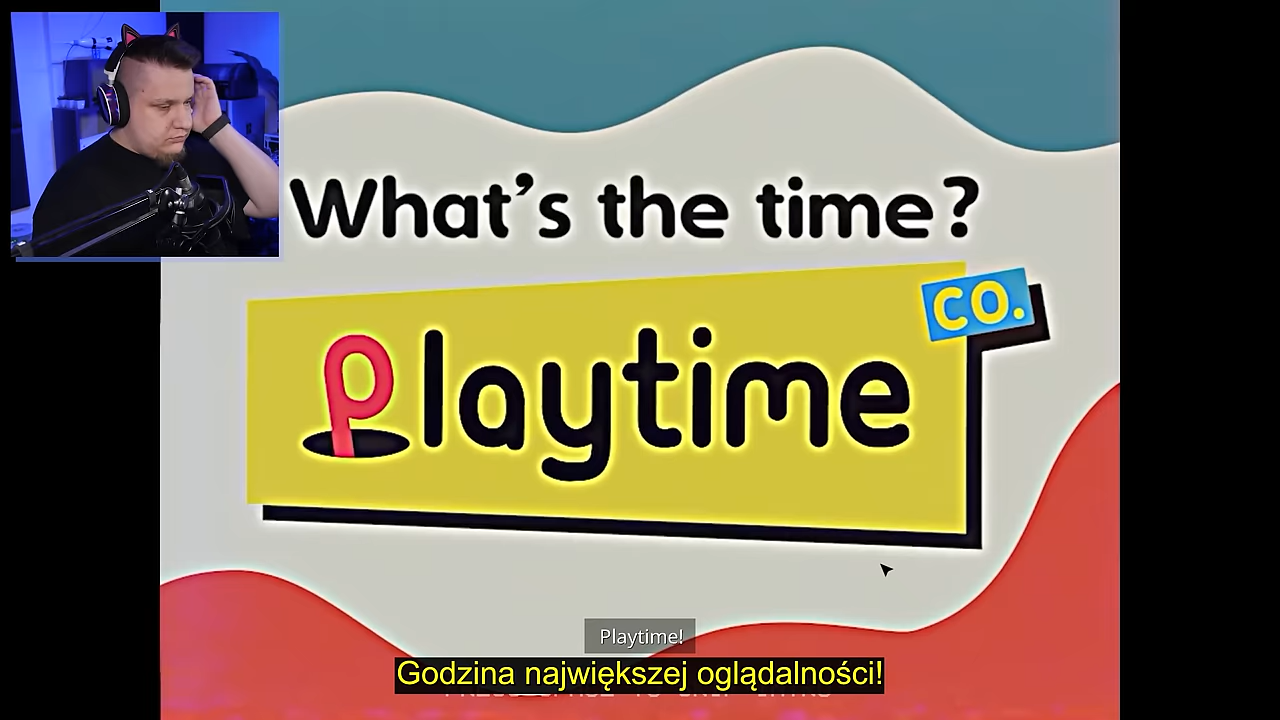 What's the time?
Playtime
CO.
Playtime!
Godzina największej oglądalności!